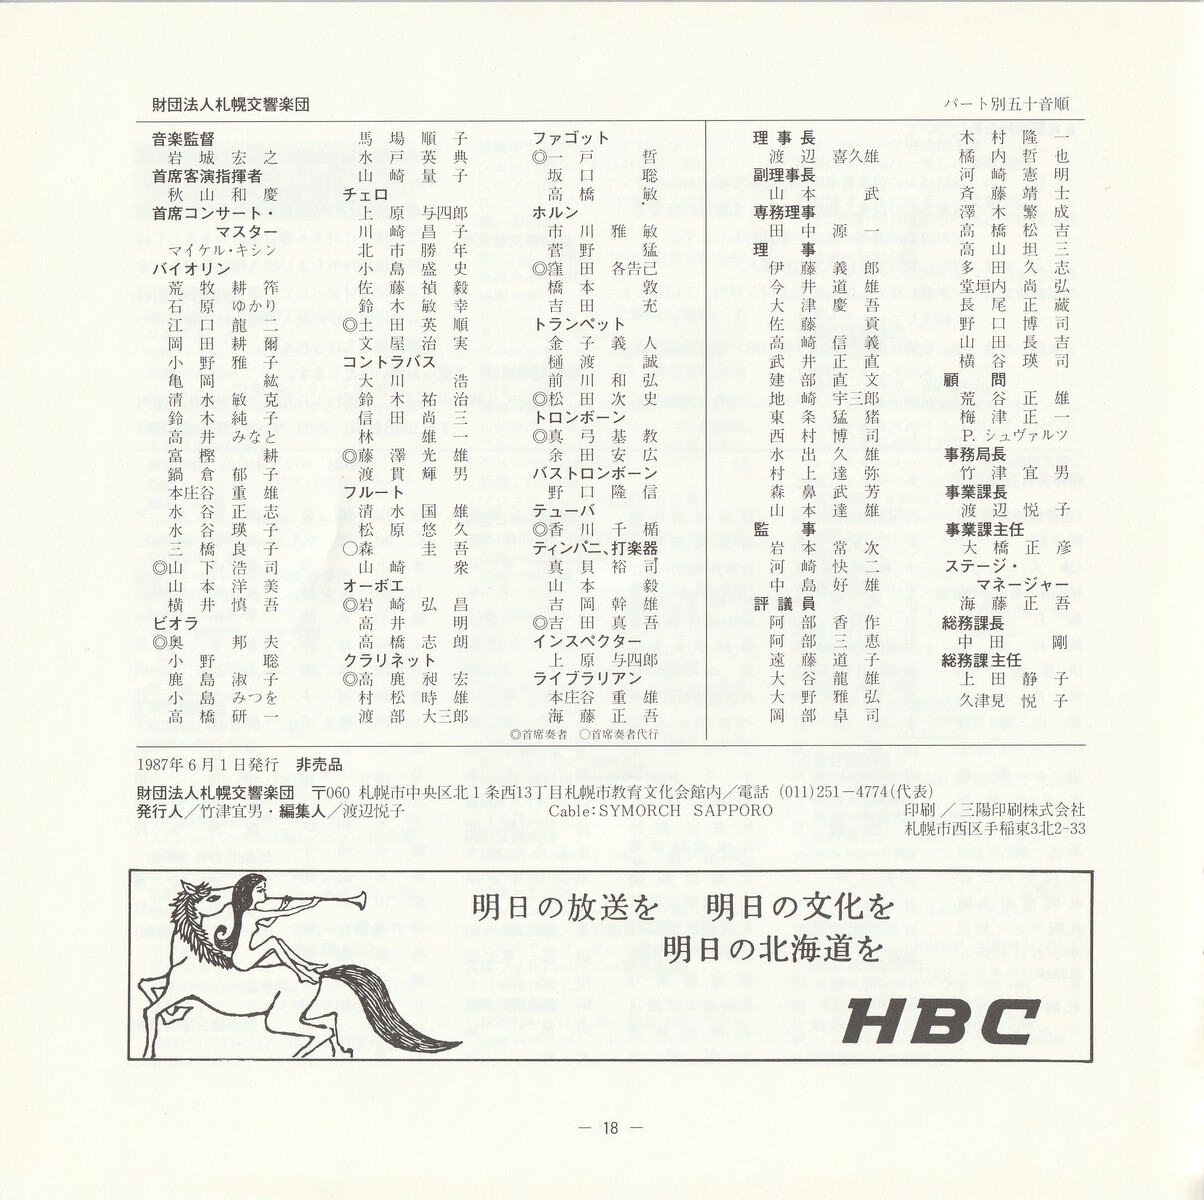 財団法人札幌交響楽団
パート別五十音順
音楽監督
岩城宏之
首席客演指揮者
秋山和慶
首席コンサート・
マスター
マイケル・キシン
バイオリン
荒牧耕筰
石原ゆかり
江口龍二
岡田耕爾
小野雅子
亀岡紘
清水敏克
鈴木純子
高井みなと
富樫耕
鍋倉郁子
本庄谷重雄
水谷正志
水谷瑛子
三橋良子
◎山下浩司
山本洋美
横井慎吾
ビオラ
◎奥邦夫
小野聡
鹿島淑子
小島みつを
高橋研一
馬場順子
水戸英典
山崎量子
チェロ
上原与四郎
川崎昌子
北市勝年
小島盛史
佐藤禎毅
鈴木敏幸
◎土田英順
文屋治実
コントラバス
大川浩
鈴木祐治
信田尚三
林雄一
◎藤澤光雄
渡貫輝男
フルート
清水国雄
松原悠久
○森圭吾
山崎衆
オーボエ
◎岩崎弘昌
高井明
高橋志朗
クラリネット
◎高鹿昶宏
村松時雄
渡部大三郎
ファゴット
◎一戸哲
坂口聡
高橋敏
ホルン
市川雅敏
菅野猛
◎窪田各告己
橋本敦
吉田充
トランペット
金子義人
樋渡誠
前川和弘
◎松田次史
トロンボーン
◎真弓基教
余田安広
バストロンボーン
野口隆信
テューバ
◎香川千楯
ティンパニ、打楽器
真貝裕司
山本毅
吉岡幹雄
◎吉田真吾
インスペクター
上原与四郎
ライブラリアン
本庄谷重雄
海藤正吾
◎首席奏者 ○首席奏者代行
理事長
渡辺喜久雄
副理事長
山本武
専務理事
田中源一
理事
伊藤義郎
今井道雄
大津慶吾
佐藤貢
高崎信義
武井正直
建部直文
地崎宇三郎
東条猛猪
西村博司
水出久雄
村上達弥
森鼻武芳
山本達雄
監事
岩本常次
河崎快二
中島好雄
評議員
阿部香作
阿部三恵
遠藤道子
大谷龍雄
大野雅弘
岡部卓司
木村隆一
橘内哲也
河崎憲明
斉藤靖士
澤木繁成
高橋松吉
高山坦三
多田久志
堂垣内尚弘
長尾正蔵
野口博司
山田長吉
横谷瑛司
顧問
荒谷正雄
梅津正一
P. シュヴァルツ
事務局長
竹津宜男
事業課長
渡辺悦子
事業課主任
大橋正彦
ステージ・
マネージャー
海藤正吾
総務課長
中田剛
総務課主任
上田静子
久津見悦子
1987年6月1日発行 非売品
財団法人札幌交響楽団 〒060 札幌市中央区北1条西13丁目札幌市教育文化会館内／電話 (011)251−4774(代表)
発行人／竹津宜男・編集人／渡辺悦子 Cable:SYMORCH SAPPORO 印刷／三陽印刷株式会社
札幌市西区手稲東3北2-33
明日の放送を 明日の文化を
明日の北海道を
HBC
— 18 —